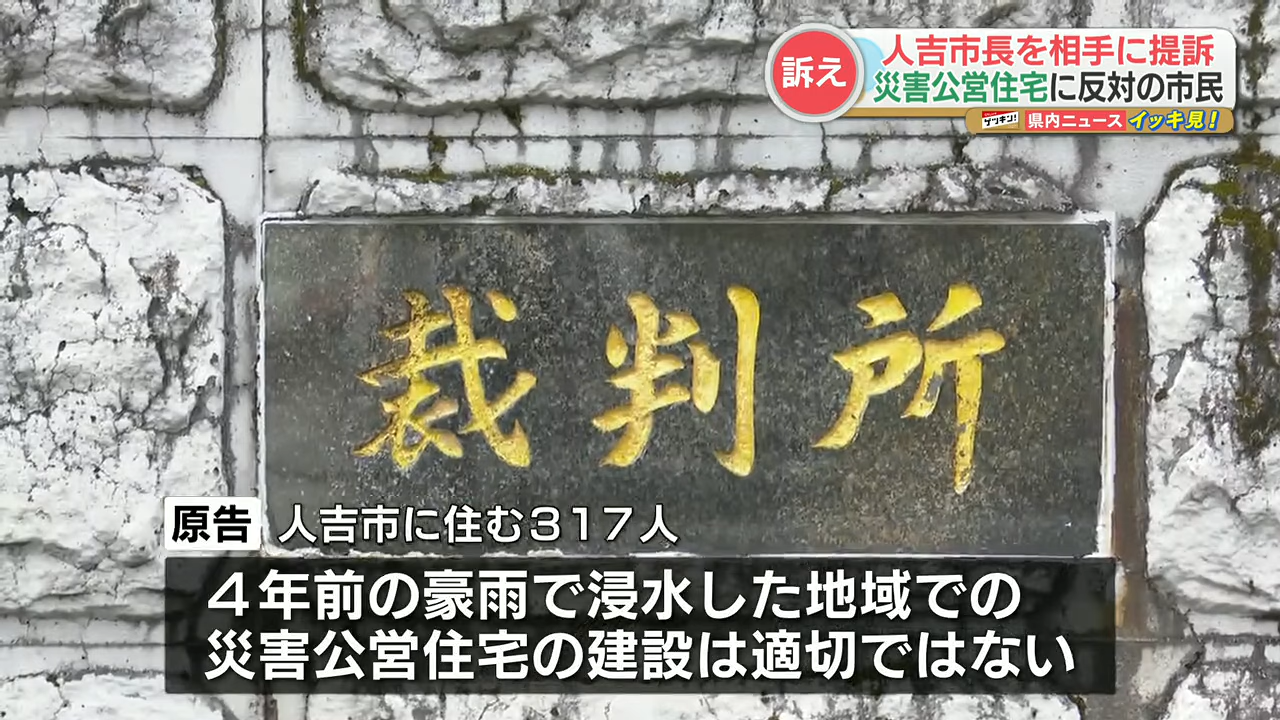 訴え
人吉市長を相手に提訴
災害公営住宅に反対の市民
ゲツキン!
県内ニュース イッキ見!
裁判所
原告 人吉市に住む317人
4年前の豪雨で浸水した地域での
災害公営住宅の建設は適切ではない